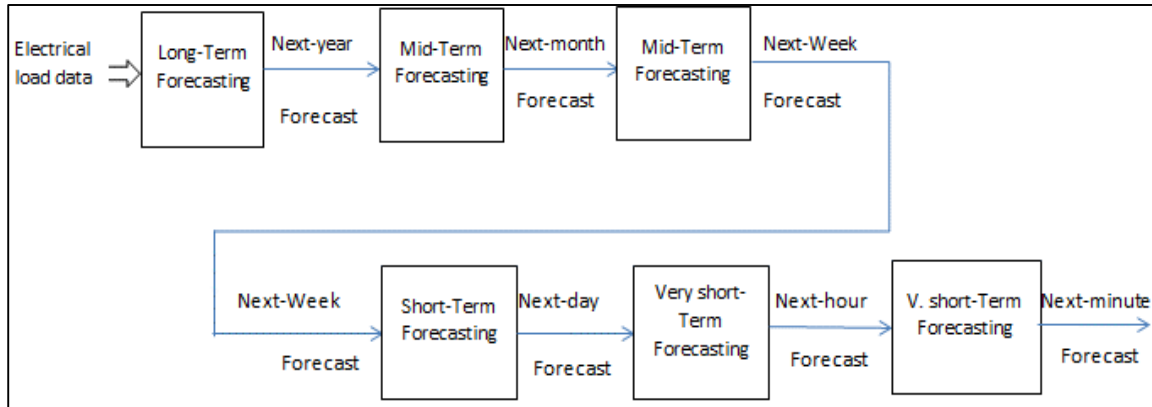 Electrical
load data
Long-Term
Forecasting
Next-year
Forecast
Mid-Term
Forecasting
Next-month
Forecast
Mid-Term
Forecasting
Next-Week
Forecast
Next-Week
Forecast
Short-Term
Forecasting
Next-day
Forecast
Very short-
Term
Forecasting
Next-hour
Forecast
V. short-Term
Forecasting
Next-minute
Forecast